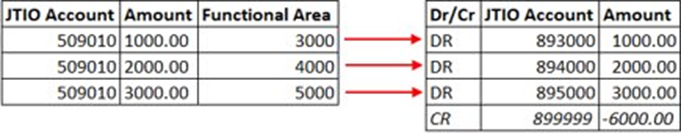 JTIO Account Amount Functional Area Dr/Cr JTIO Account Amount
509010 1000.00 3000 DR 893000 1000.00
509010 2000.00 4000 DR 894000 2000.00
509010 3000.00 5000 DR 895000 3000.00
CR 899999 -6000.00